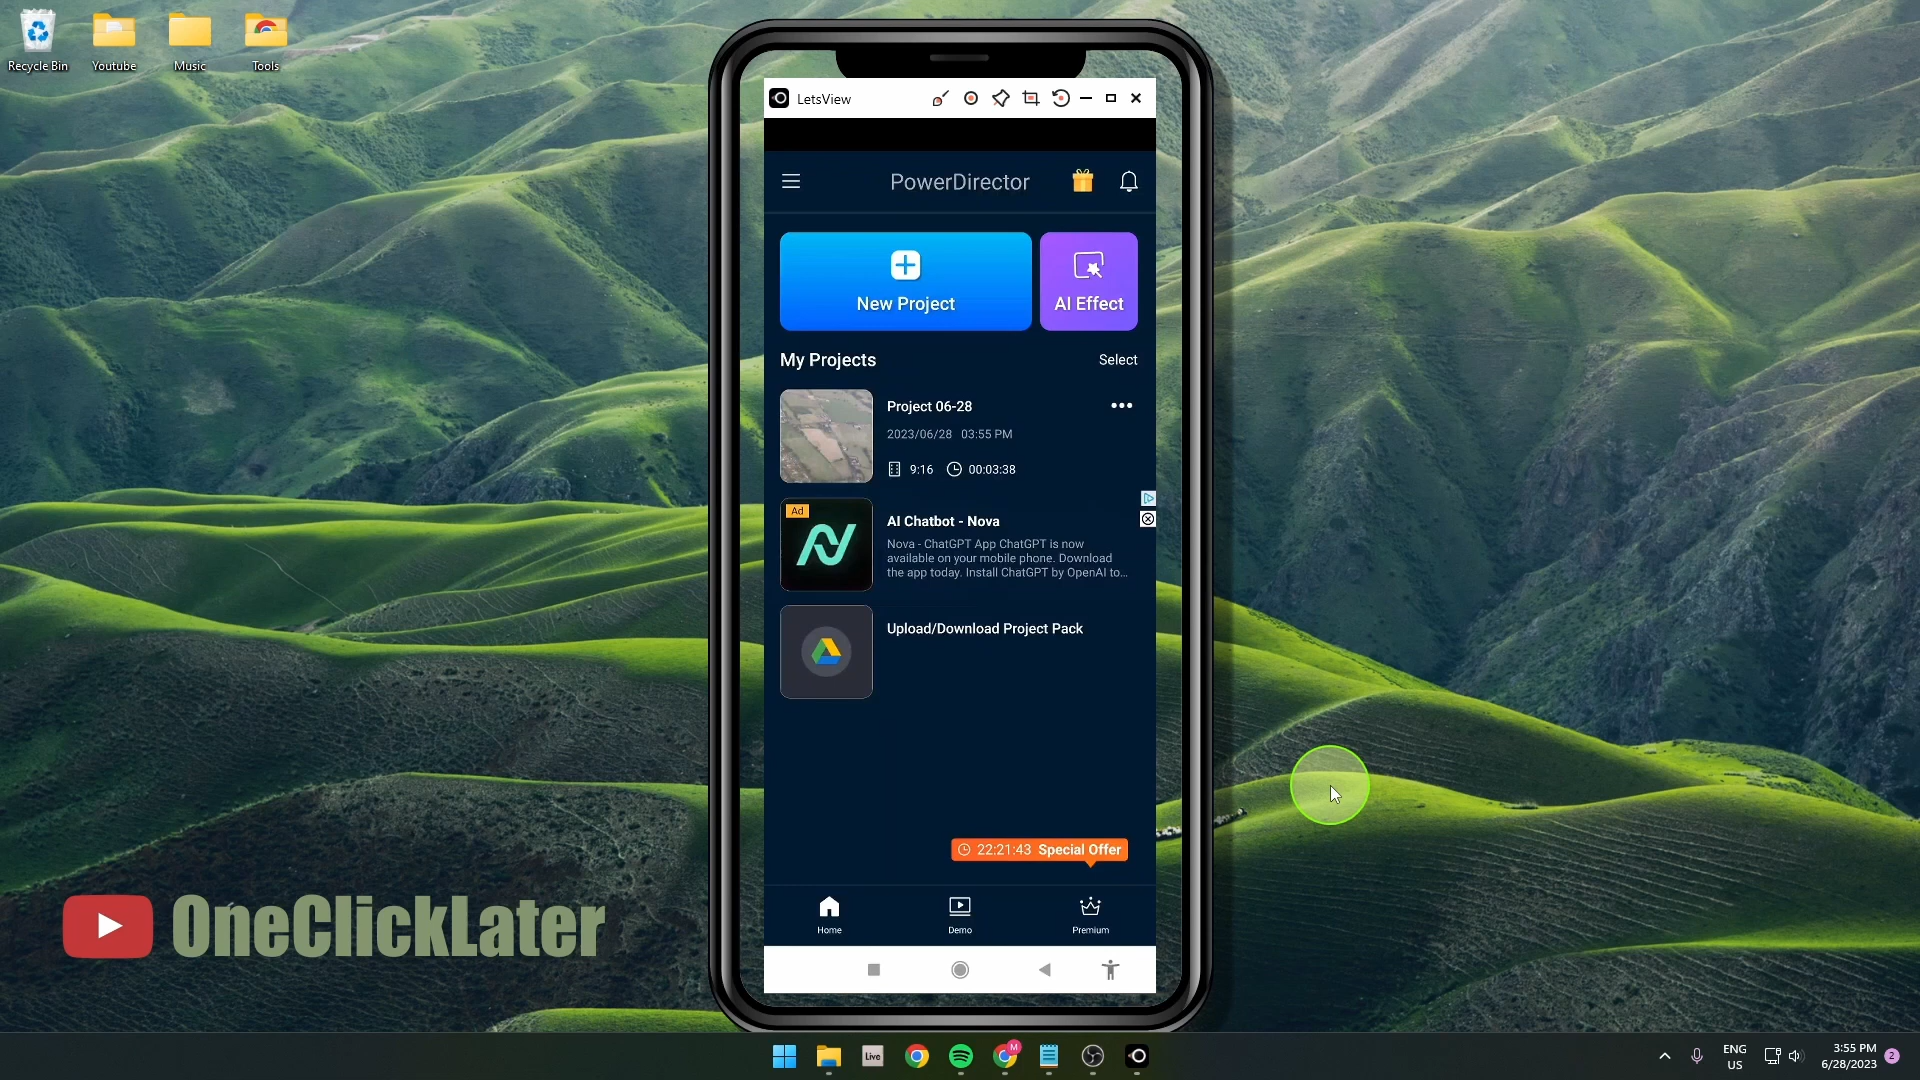 Recycle Bin
Youtube
Music
Tools
LetsView
PowerDirector
New Project
AI Effect
My Projects
Select
Project 06-28
2023/06/28 03:55 PM
9:16 00:03:38
Ad
AI Chatbot - Nova
Nova - ChatGPT App ChatGPT is now
available on your mobile phone. Download
the app today. Install ChatGPT by OpenAI to...
Upload/Download Project Pack
22:21:43 Special Offer
Home
Demo
Premium
OneClickLater
Live
M
ENG
US
3:55 PM
6/28/2023
2